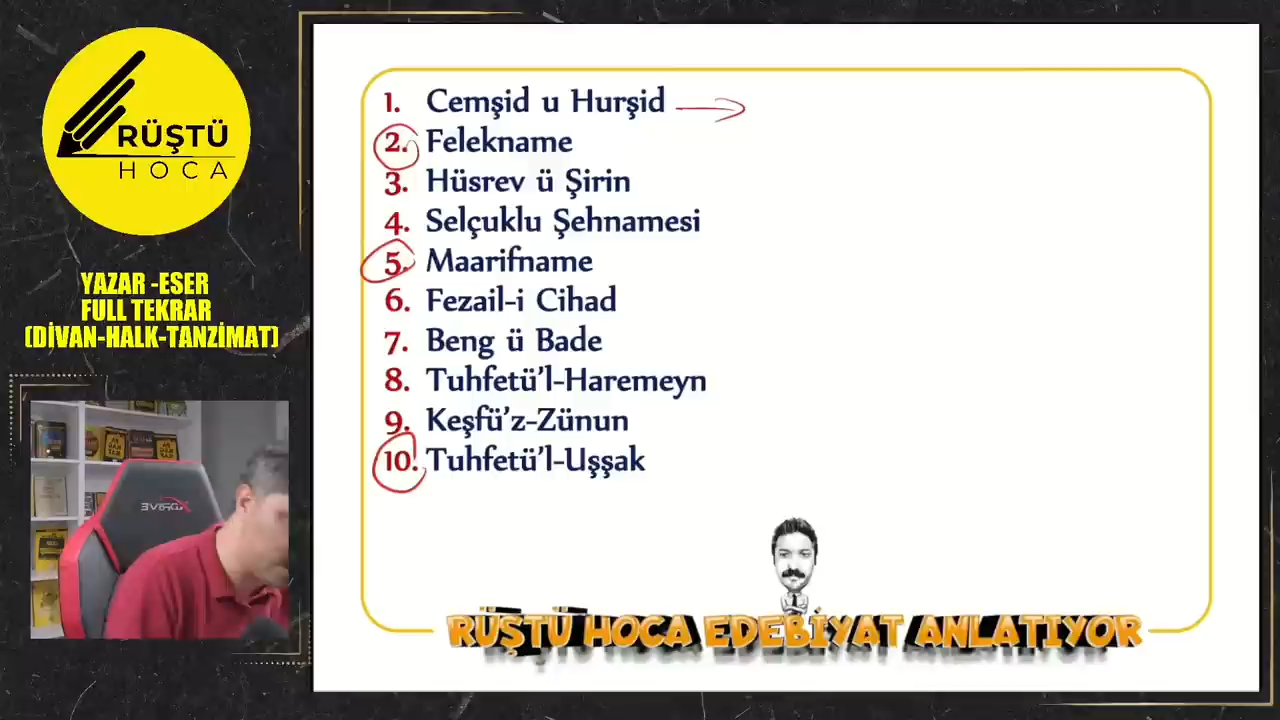 RÜŞTÜ
HOCA
YAZAR -ESER
FULL TEKRAR
(DİVAN-HALK-TANZİMAT)
1. Cemşid u Hurşid
2. Felekname
3. Hüsrev ü Şirin
4. Selçuklu Şehnamesi
5. Maarifname
6. Fezail-i Cihad
7. Beng ü Bade
8. Tuhfetü’l-Haremeyn
9. Keşfü’z-Zünun
10. Tuhfetü’l-Uşşak
RÜŞTÜ HOCA EDEBİYAT ANLATIYOR